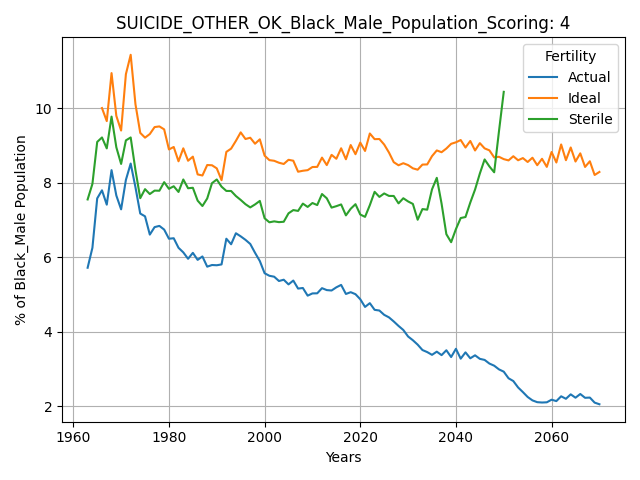 SUICIDE_OTHER_OK_Black_Male_Population_Scoring: 4
% of Black_Male Population
10
8
6
4
2
Fertility
Actual
Ideal
Sterile
1960 1980 2000 2020 2040 2060
Years